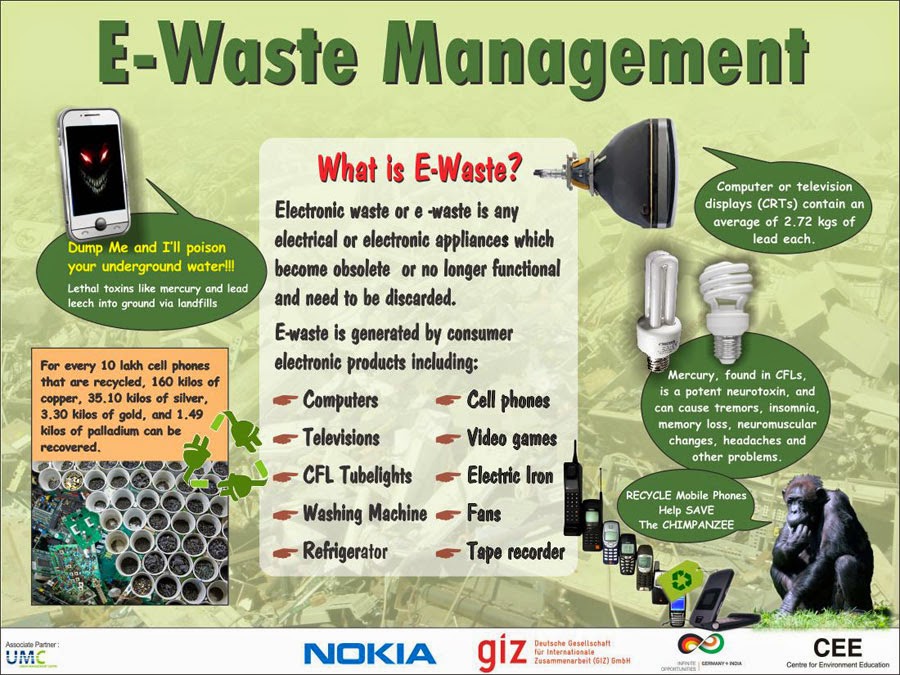 E-Waste Management
Dump Me and I'll poison
your underground water!!!
Lethal toxins like mercury and lead
leech into ground via landfills
For every 10 lakh cell phones
that are recycled, 160 kilos of
copper, 35.10 kilos of silver,
3.30 kilos of gold, and 1.49
kilos of palladium can be
recovered.
What is E-Waste?
Electronic waste or e -waste is any
electrical or electronic appliances which
become obsolete or no longer functional
and need to be discarded.
E-waste is generated by consumer
electronic products including:
Computers
Televisions
CFL Tubelights
Washing Machine
Refrigerator
Cell phones
Video games
Electric Iron
Fans
Tape recorder
Computer or television
displays (CRTs) contain an
average of 2.72 kgs of
lead each.
Mercury, found in CFLs,
is a potent neurotoxin, and
can cause tremors, insomnia,
memory loss, neuromuscular
changes, headaches and
other problems.
RECYCLE Mobile Phones
Help SAVE
The CHIMPANZEE
Associate Partner :
UMC
NOKIA
giz
Deutsche Gesellschaft
für Internationale
Zusammenarbeit (GIZ) GmbH
INFINITE
OPPORTUNITIES
GERMANY + INDIA
CEE
Centre for Environment Education